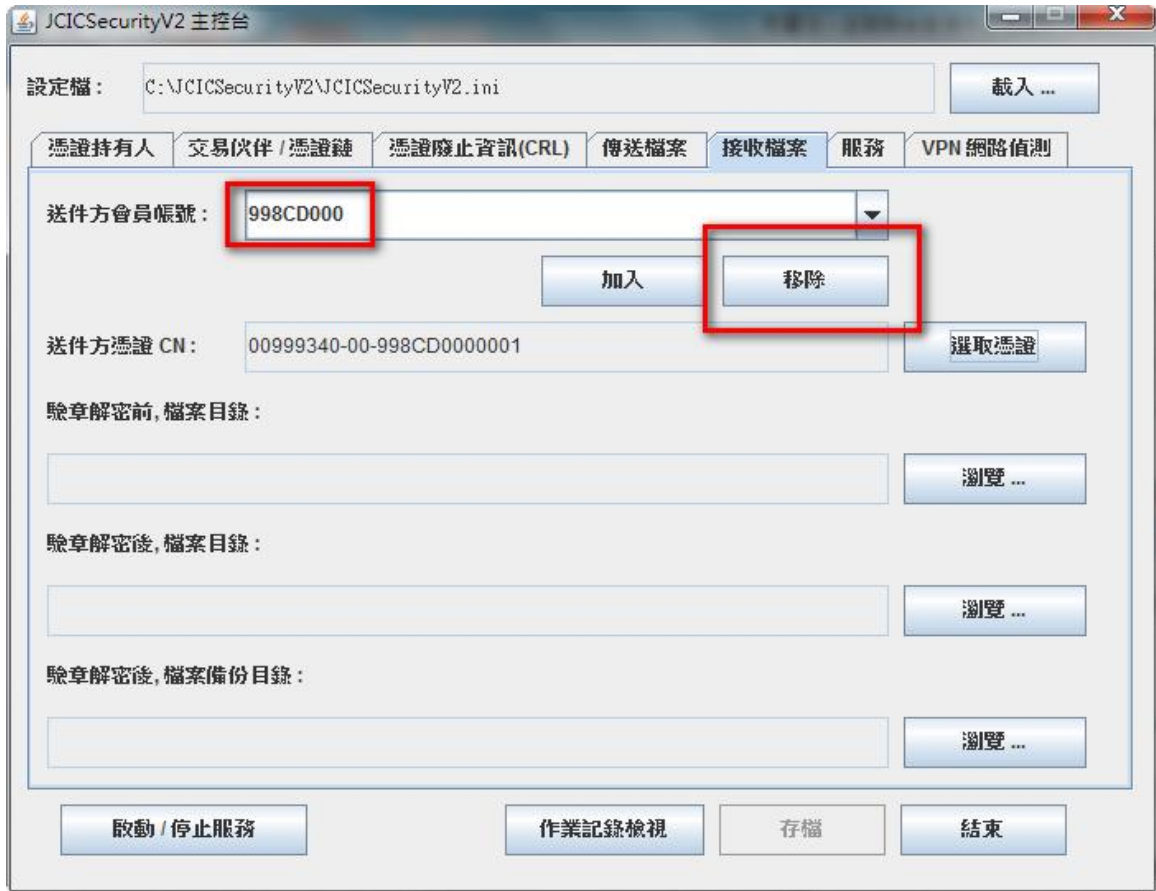 JCICSecurityV2 主控台
設定檔： C:\JCICSecurityV2\JCICSecurityV2.ini 載入 ...
憑證持有人 交易伙伴 / 憑證鏈 憑證廢止資訊(CRL) 傳送檔案 接收檔案 服務 VPN 網路偵測
送件方會員帳號： 998CD000
加入 移除
送件方憑證 CN： 00999340-00-998CD0000001 選取憑證
驗章解密前, 檔案目錄：
瀏覽 ...
驗章解密後, 檔案目錄：
瀏覽 ...
驗章解密後, 檔案備份目錄：
瀏覽 ...
啟動 / 停止服務 作業記錄檢視 存檔 結束